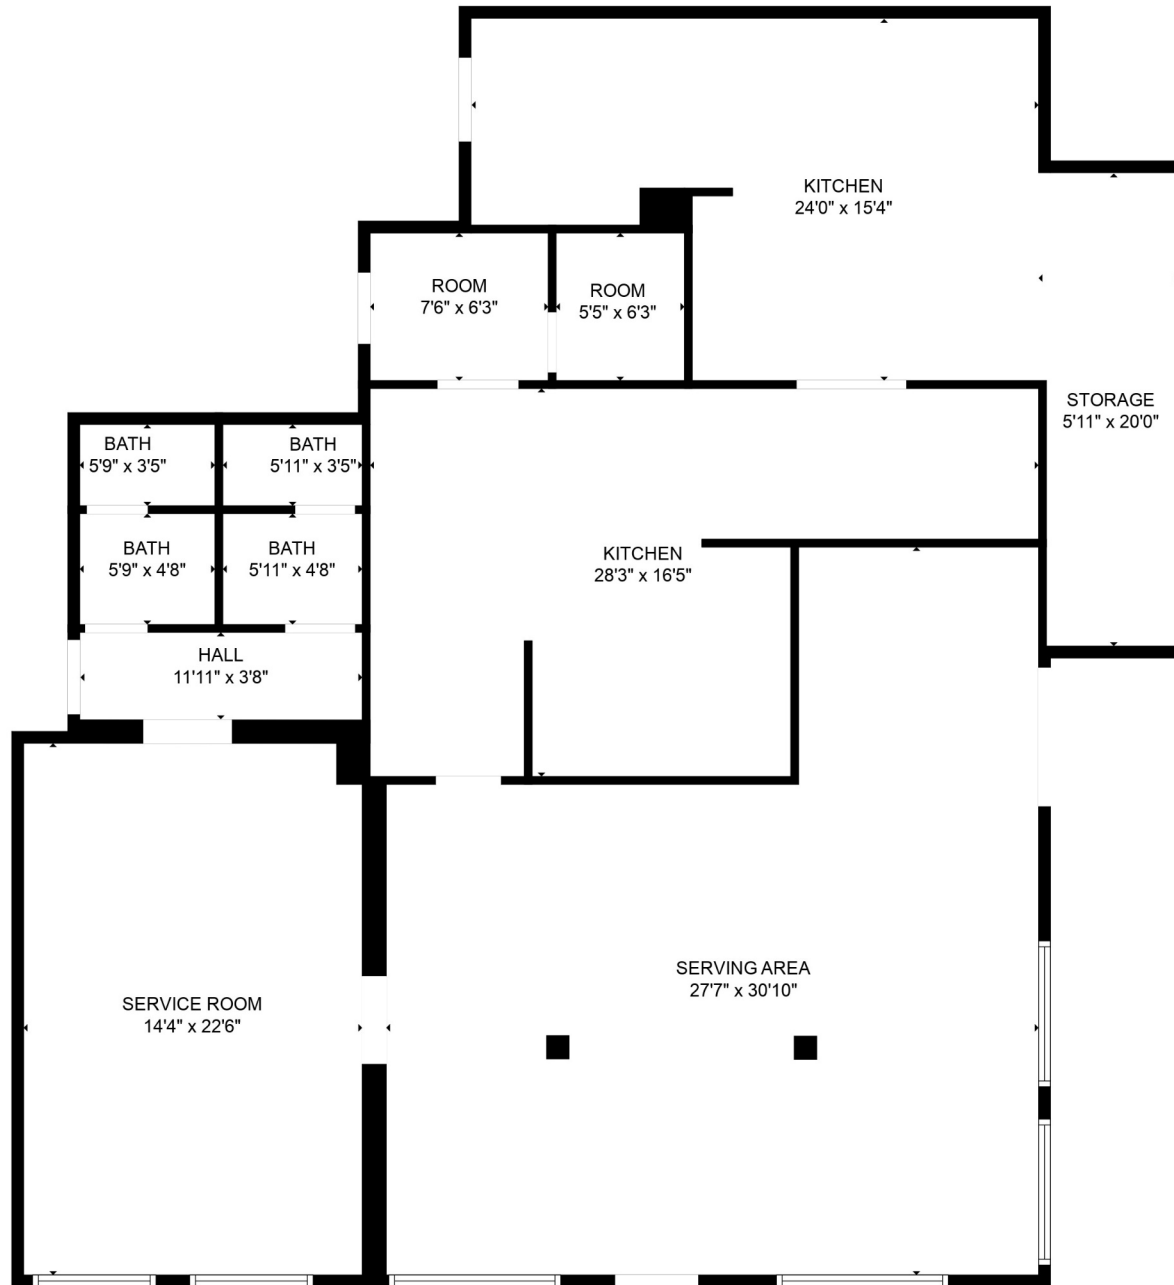 KITCHEN
24'0" x 15'4"
ROOM
7'6" x 6'3"
ROOM
5'5" x 6'3"
STORAGE
5'11" x 20'0"
BATH
5'9" x 3'5"
BATH
5'11" x 3'5"
BATH
5'9" x 4'8"
BATH
5'11" x 4'8"
KITCHEN
28'3" x 16'5"
HALL
11'11" x 3'8"
SERVING AREA
27'7" x 30'10"
SERVICE ROOM
14'4" x 22'6"